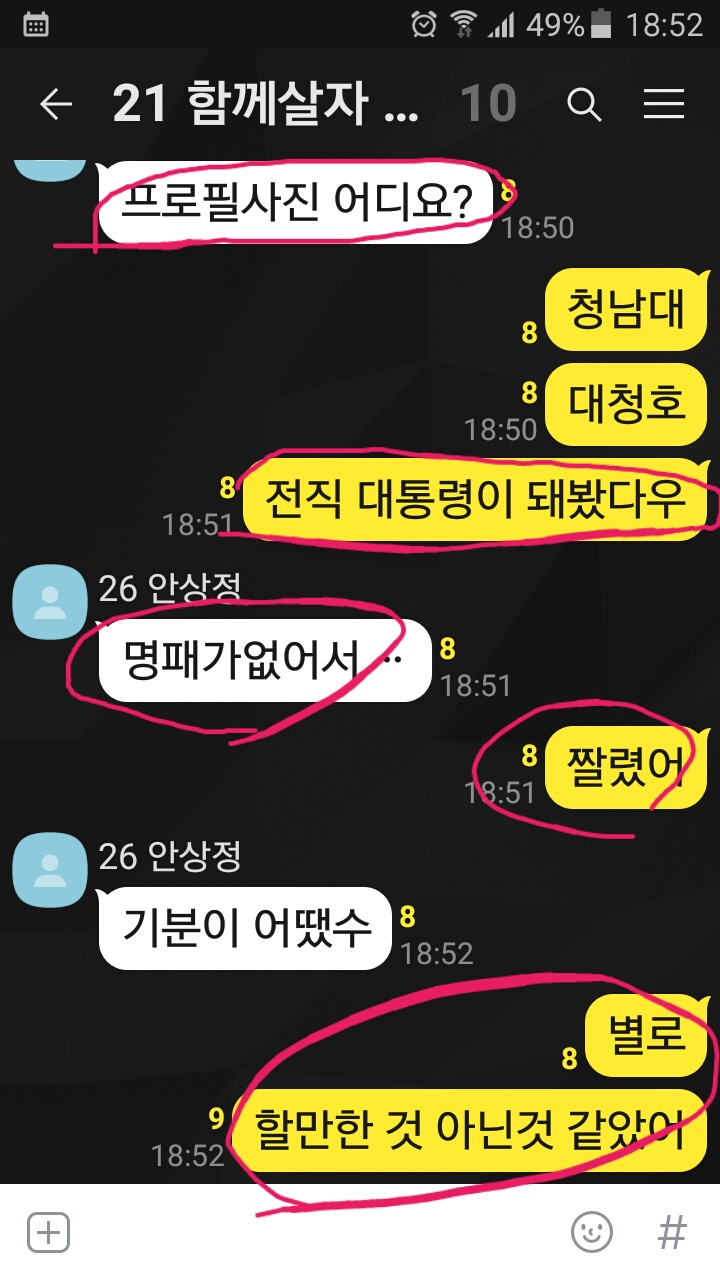 49% 18:52
21 함께살자 ... 10
프로필사진 어디요?
8
18:50
청남대
8
대청호
8
18:50
전직 대통령이 돼봤다우
8
18:51
26 안상정
명패가없어서 ··
8
18:51
짤렸어
8
18:51
26 안상정
기분이 어땠수
8
18:52
별로
8
할만한 것 아닌것 같았어
9
18:52
#